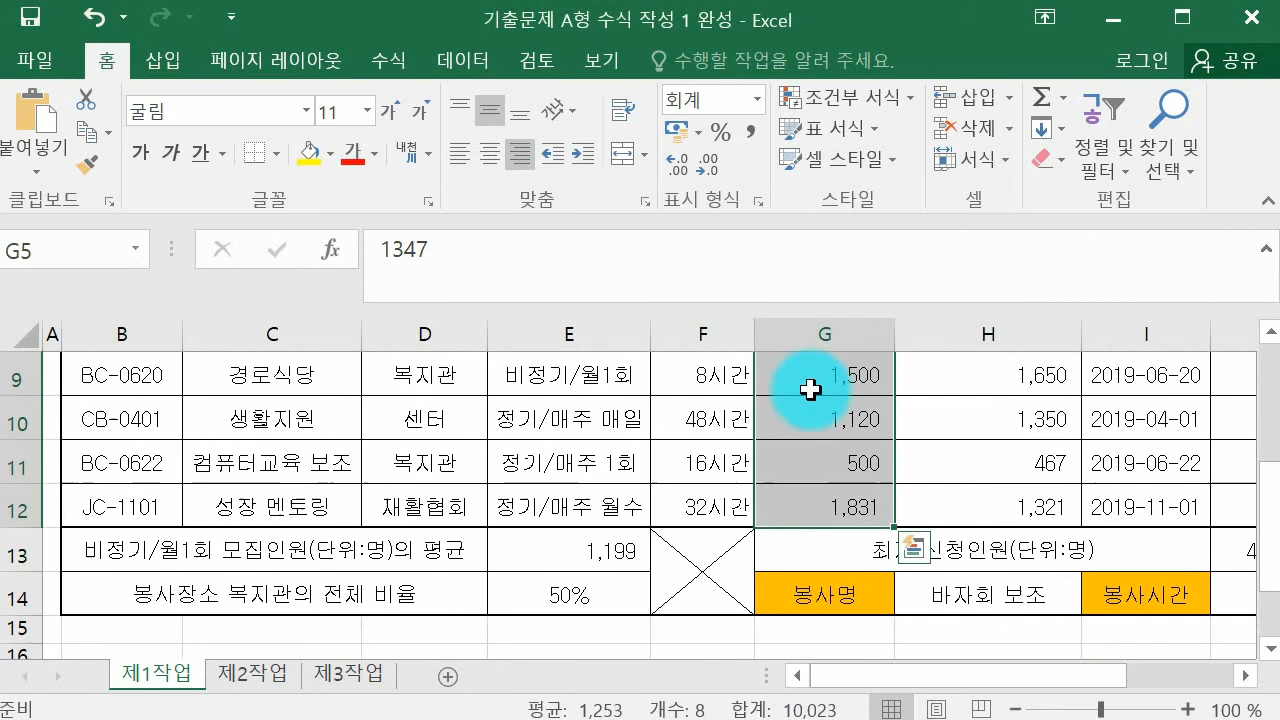 기출문제 A형 수식 작성 1 완성 - Excel
파일 홈 삽입 페이지 레이아웃 수식 데이터 검토 보기 수행할 작업을 알려 주세요. 로그인 공유
붙여넣기
굴림 11 가 가
가 가 가 가 내천
회계
% ,
조건부 서식
표 서식
셀 스타일
삽입
삭제
서식
정렬 및 필터
찾기 및 선택
클립보드 글꼴 맞춤 표시 형식 스타일 셀 편집
G5 fx 1347
A B C D E F G H I
9 BC-0620 경로식당 복지관 비정기/월1회 8시간 1,500 1,650 2019-06-20
10 CB-0401 생활지원 센터 정기/매주 매일 48시간 1,120 1,350 2019-04-01
11 BC-0622 컴퓨터교육 보조 복지관 정기/매주 1회 16시간 500 467 2019-06-22
12 JC-1101 성장 멘토링 재활협회 정기/매주 월수 32시간 1,831 1,321 2019-11-01
13 비정기/월1회 모집인원(단위:명)의 평균 1,199 신청인원(단위:명) 4
14 봉사장소 복지관의 전체 비율 50% 봉사명 바자회 보조 봉사시간
15
16
제1작업 제2작업 제3작업
준비 평균: 1,253 개수: 8 합계: 10,023 100 %